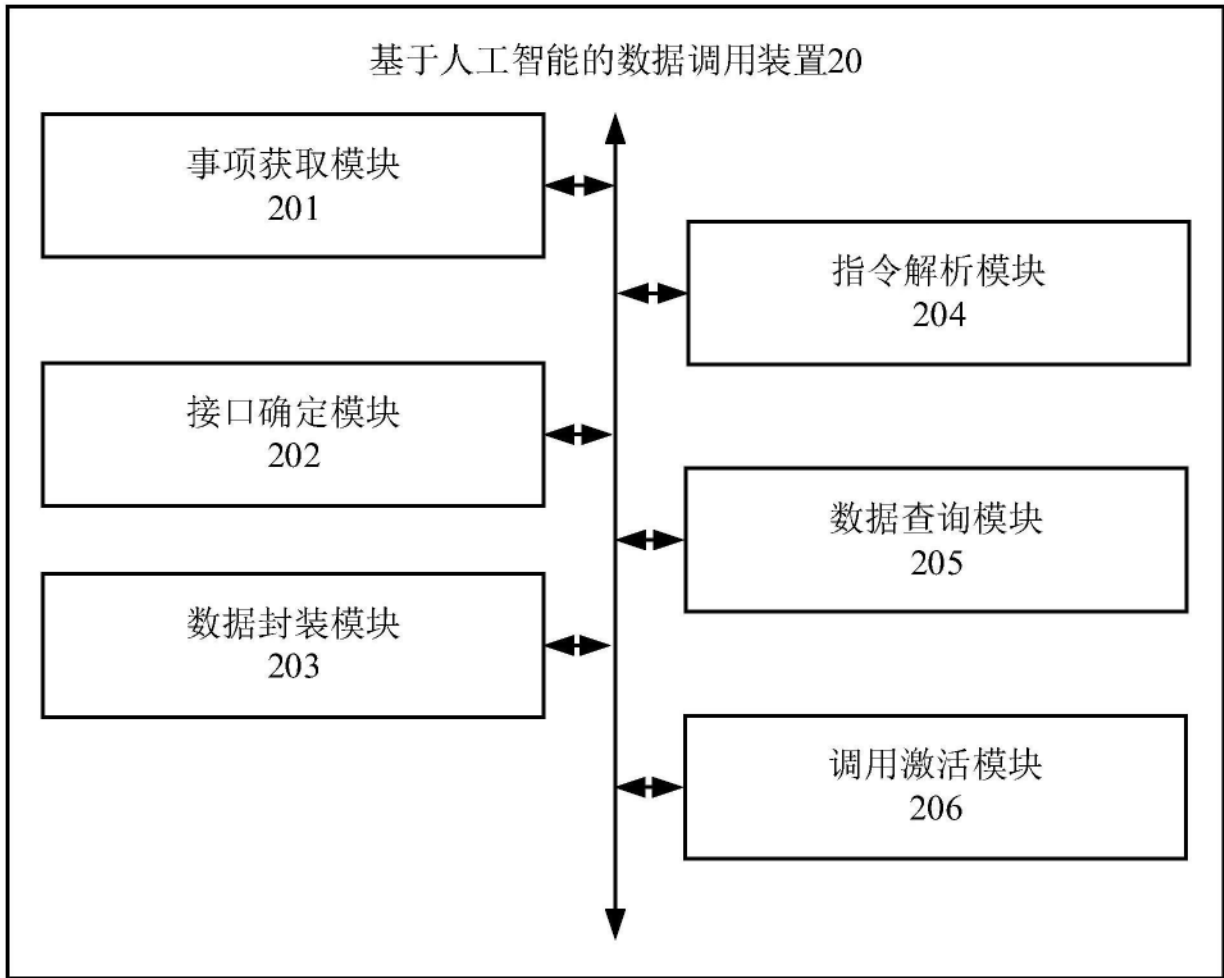 基于人工智能的数据调用装置20
事项获取模块
201
指令解析模块
204
接口确定模块
202
数据查询模块
205
数据封装模块
203
调用激活模块
206